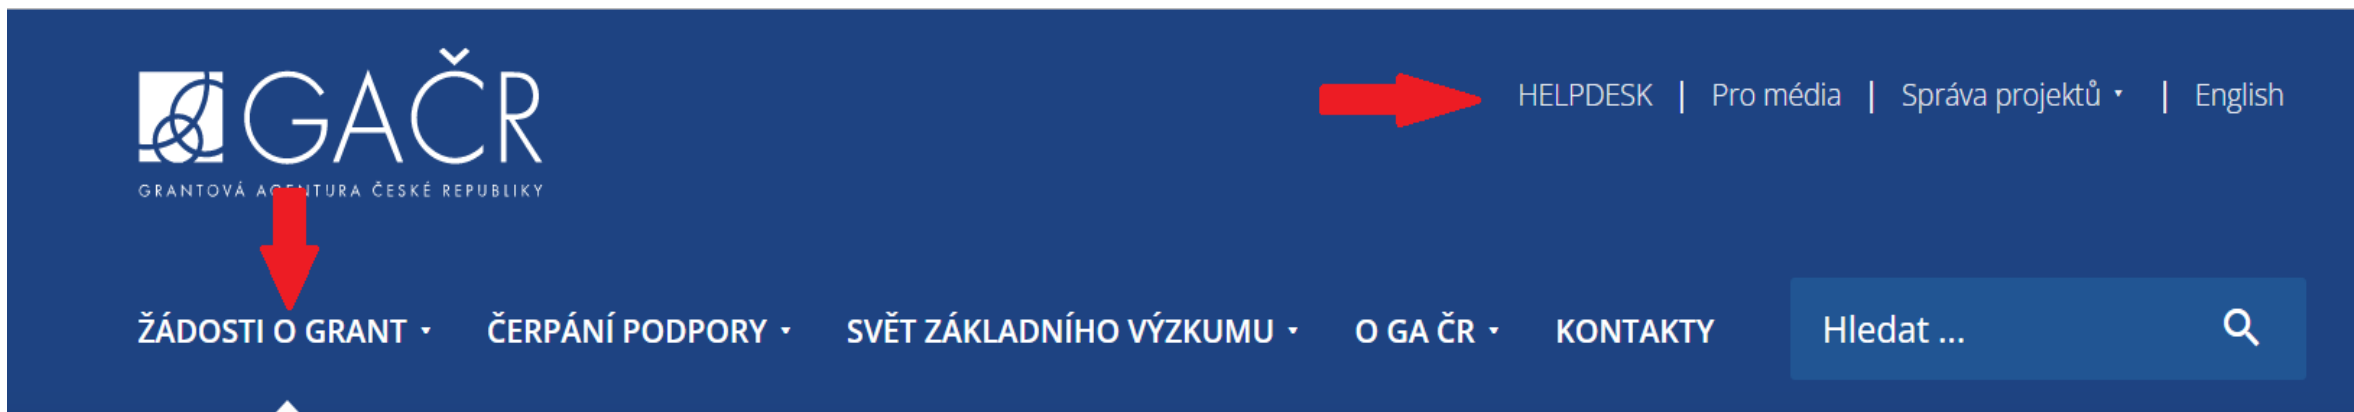 GAČR
GRANTOVÁ AGENTURA ČESKÉ REPUBLIKY
HELPDESK | Pro média | Správa projektů | English
ŽÁDOSTI O GRANT ČERPÁNÍ PODPORY SVĚT ZÁKLADNÍHO VÝZKUMU O GA ČR KONTAKTY Hledat ...